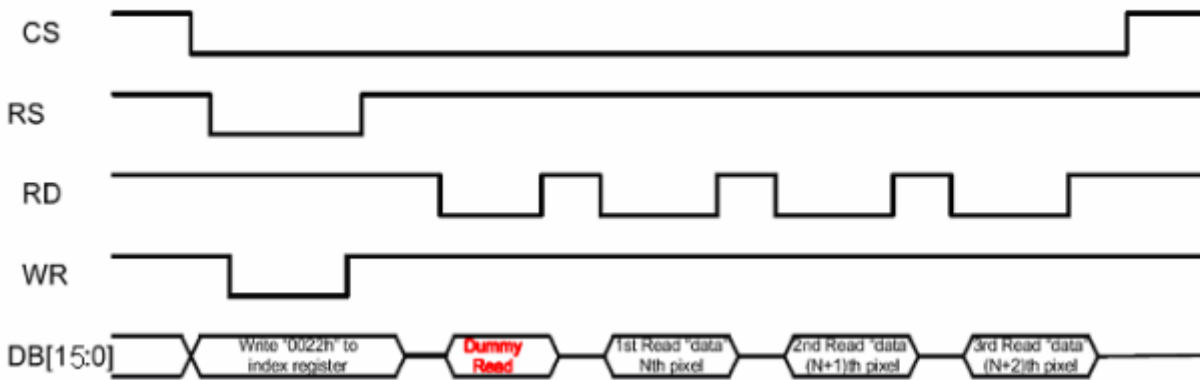 CS
RS
RD
WR
DB[15:0]
Write "0022h" to
index register
Dummy
Read
1st Read "data"
Nth pixel
2nd Read "data"
(N+1)th pixel
3rd Read "data"
(N+2)th pixel